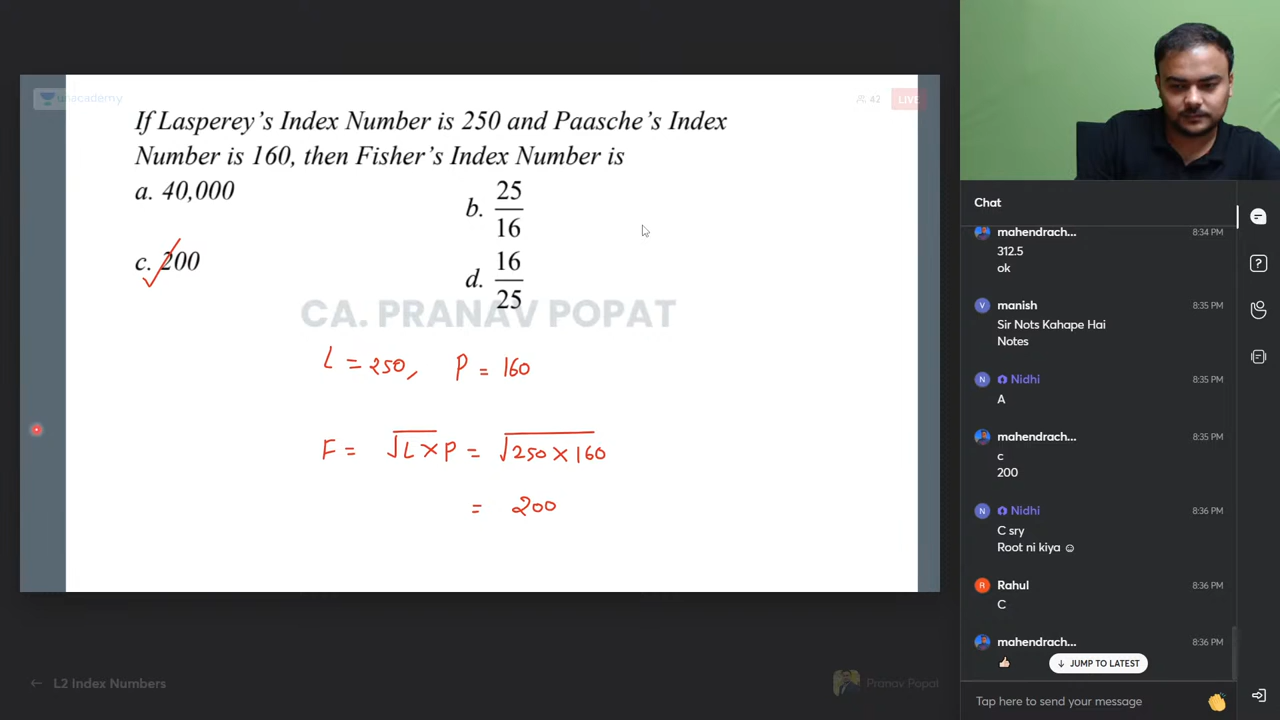 unacademy
42
LIVE
If Lasperey's Index Number is 250 and Paasche's Index
Number is 160, then Fisher's Index Number is
a. 40,000
b. 25/16
c. 200
d. 16/25
CA. PRANAV POPAT
L = 250, P = 160
F = √L×P = √250×160
= 200
L2 Index Numbers
Pranav Popat
Chat
mahendrach... 8:34 PM
312.5
ok
V manish 8:35 PM
Sir Nots Kahape Hai
Notes
N Nidhi 8:35 PM
A
mahendrach... 8:35 PM
c
200
N Nidhi 8:36 PM
C sry
Root ni kiya ☺
R Rahul 8:36 PM
C
mahendrach... 8:36 PM
👍🏻
↓ JUMP TO LATEST
Tap here to send your message